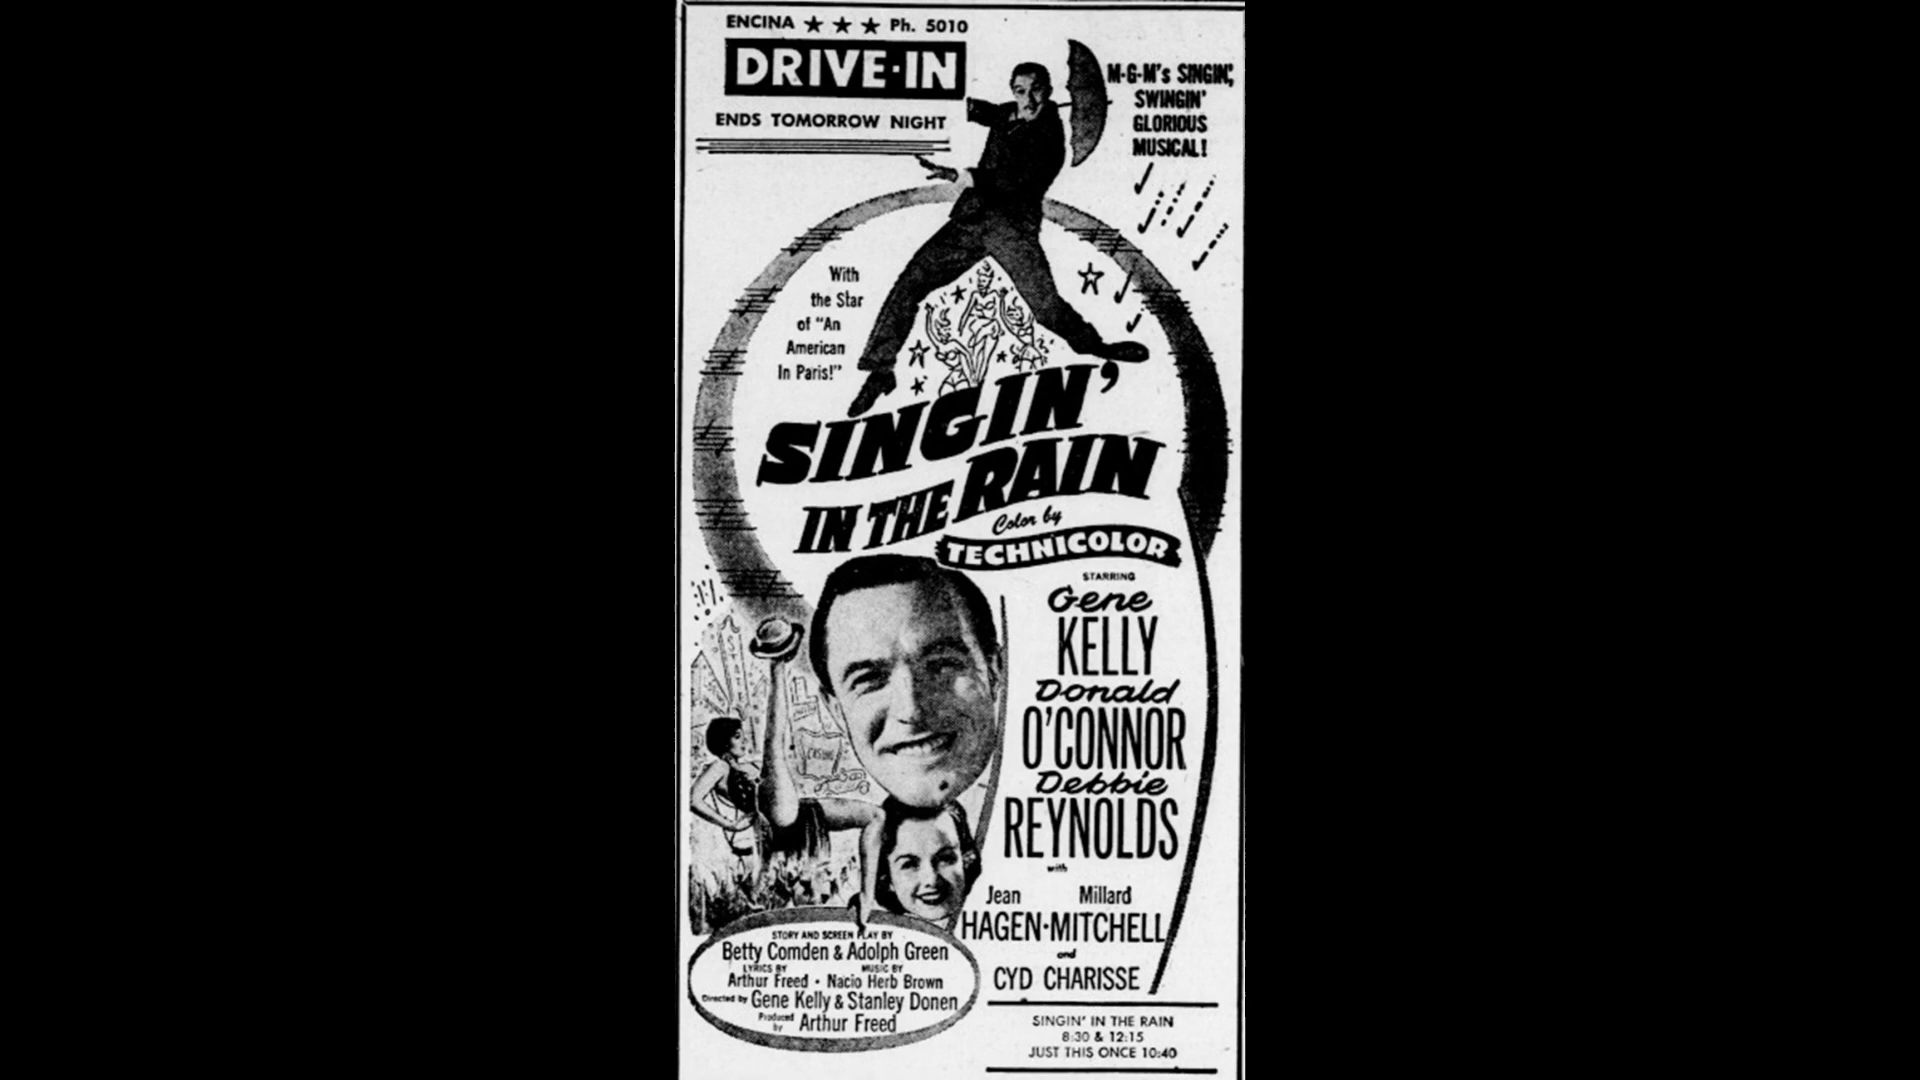 ENCINA ★ ★ ★ Ph. 5010
DRIVE-IN
ENDS TOMORROW NIGHT
M-G-M's SINGIN',
SWINGIN'
GLORIOUS
MUSICAL!
With
the Star
of "An
American
In Paris!"
SINGIN'
IN THE RAIN
Color by
TECHNICOLOR
STARRING
Gene
KELLY
Donald
O'CONNOR
Debbie
REYNOLDS
with
Jean Millard
HAGEN·MITCHELL
and
CYD CHARISSE
STORY AND SCREEN PLAY BY
Betty Comden & Adolph Green
LYRICS BY MUSIC BY
Arthur Freed · Nacio Herb Brown
Directed by Gene Kelly & Stanley Donen
Produced by Arthur Freed
SINGIN' IN THE RAIN
8:30 & 12:15
JUST THIS ONCE 10:40